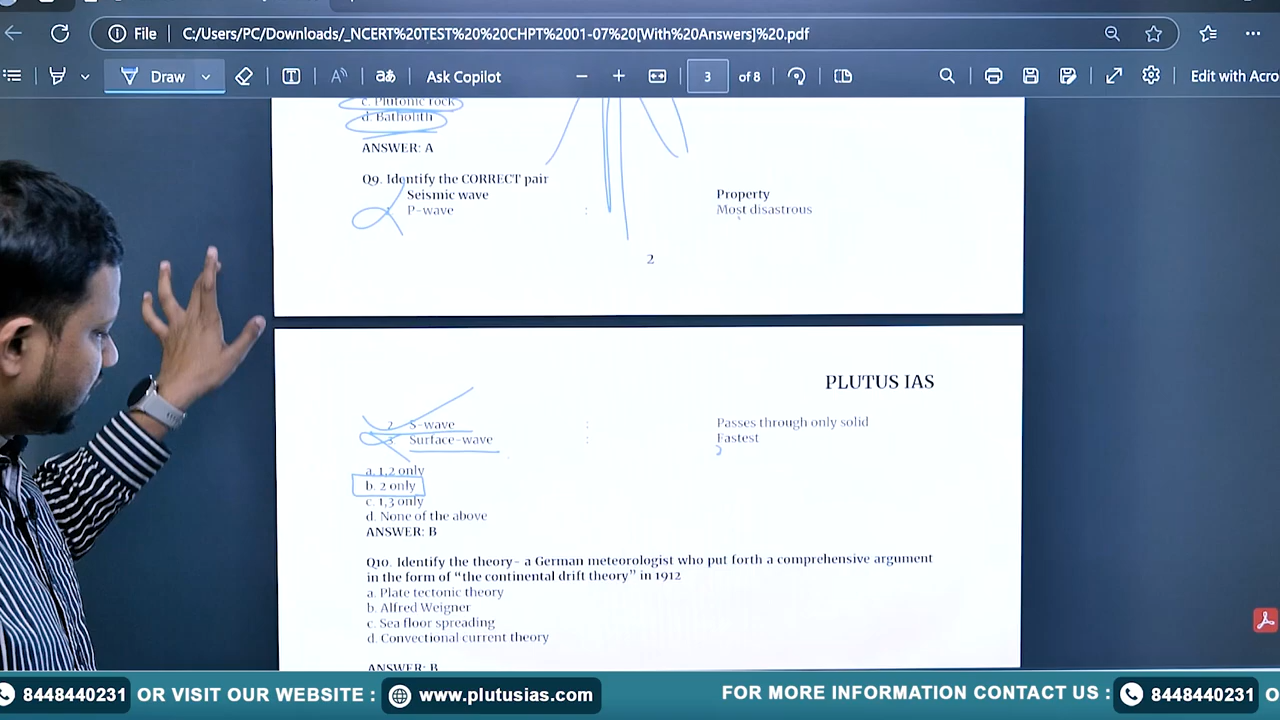 File C:/Users/PC/Downloads/_NCERT%20TEST%20%20CHPT%2001-07%20[With%20Answers]%20.pdf
Draw Ask Copilot 3 of 8 Edit with Acro
c. Plutonic rock
d. Batholith
ANSWER: A
Q9. Identify the CORRECT pair
Seismic wave Property
P-wave : Most disastrous
2
PLUTUS IAS
2 S-wave : Passes through only solid
3 Surface-wave : Fastest
a. 1,2 only
b. 2 only
c. 1,3 only
d. None of the above
ANSWER: B
Q10. Identify the theory- a German meteorologist who put forth a comprehensive argument
in the form of “the continental drift theory” in 1912
a. Plate tectonic theory
b. Alfred Weigner
c. Sea floor spreading
d. Convectional current theory
ANSWER: B
8448440231 OR VISIT OUR WEBSITE : www.plutusias.com FOR MORE INFORMATION CONTACT US : 8448440231 O